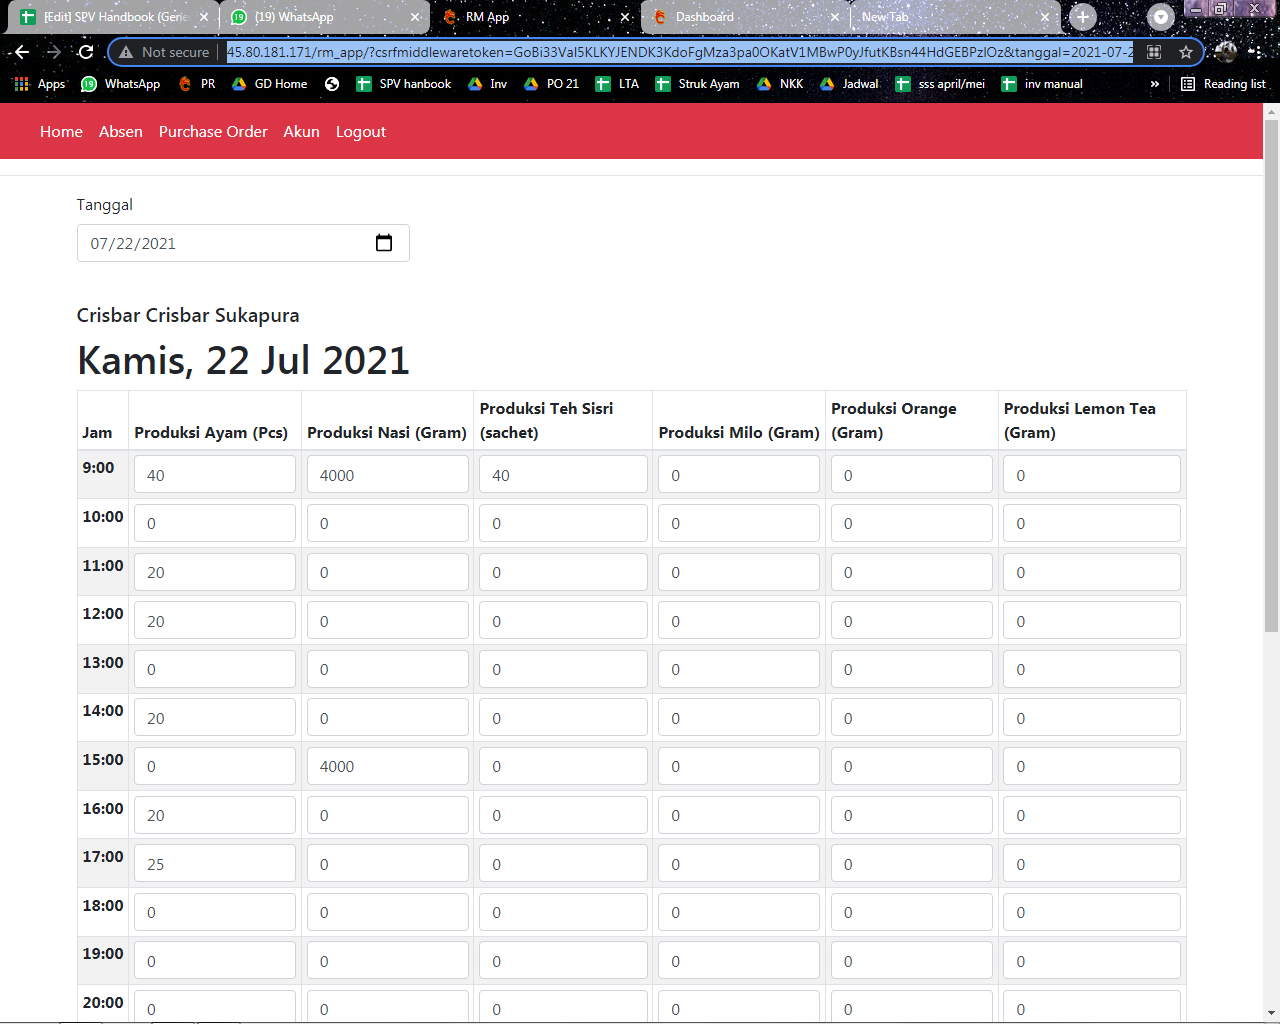 [Edit] SPV Handbook (Gene
(19) WhatsApp
RM App
Dashboard
New Tab
Not secure
45.80.181.171/rm_app/?csrfmiddlewaretoken=GoBi33VaI5KLKYJENDK3KdoFgMza3pa0OKatV1MBwP0yJfutKBsn44HdGEBPzIOz&tanggal=2021-07-2
Apps WhatsApp PR GD Home SPV hanbook Inv PO 21 LTA Struk Ayam NKK Jadwal sss april/mei inv manual » Reading list
Home Absen Purchase Order Akun Logout
Tanggal
07/22/2021
Crisbar Crisbar Sukapura
Kamis, 22 Jul 2021
Jam Produksi Ayam (Pcs) Produksi Nasi (Gram) Produksi Teh Sisri (sachet) Produksi Milo (Gram) Produksi Orange (Gram) Produksi Lemon Tea (Gram)
9:00 40 4000 40 0 0 0
10:00 0 0 0 0 0 0
11:00 20 0 0 0 0 0
12:00 20 0 0 0 0 0
13:00 0 0 0 0 0 0
14:00 20 0 0 0 0 0
15:00 0 4000 0 0 0 0
16:00 20 0 0 0 0 0
17:00 25 0 0 0 0 0
18:00 0 0 0 0 0 0
19:00 0 0 0 0 0 0
20:00 0 0 0 0 0 0